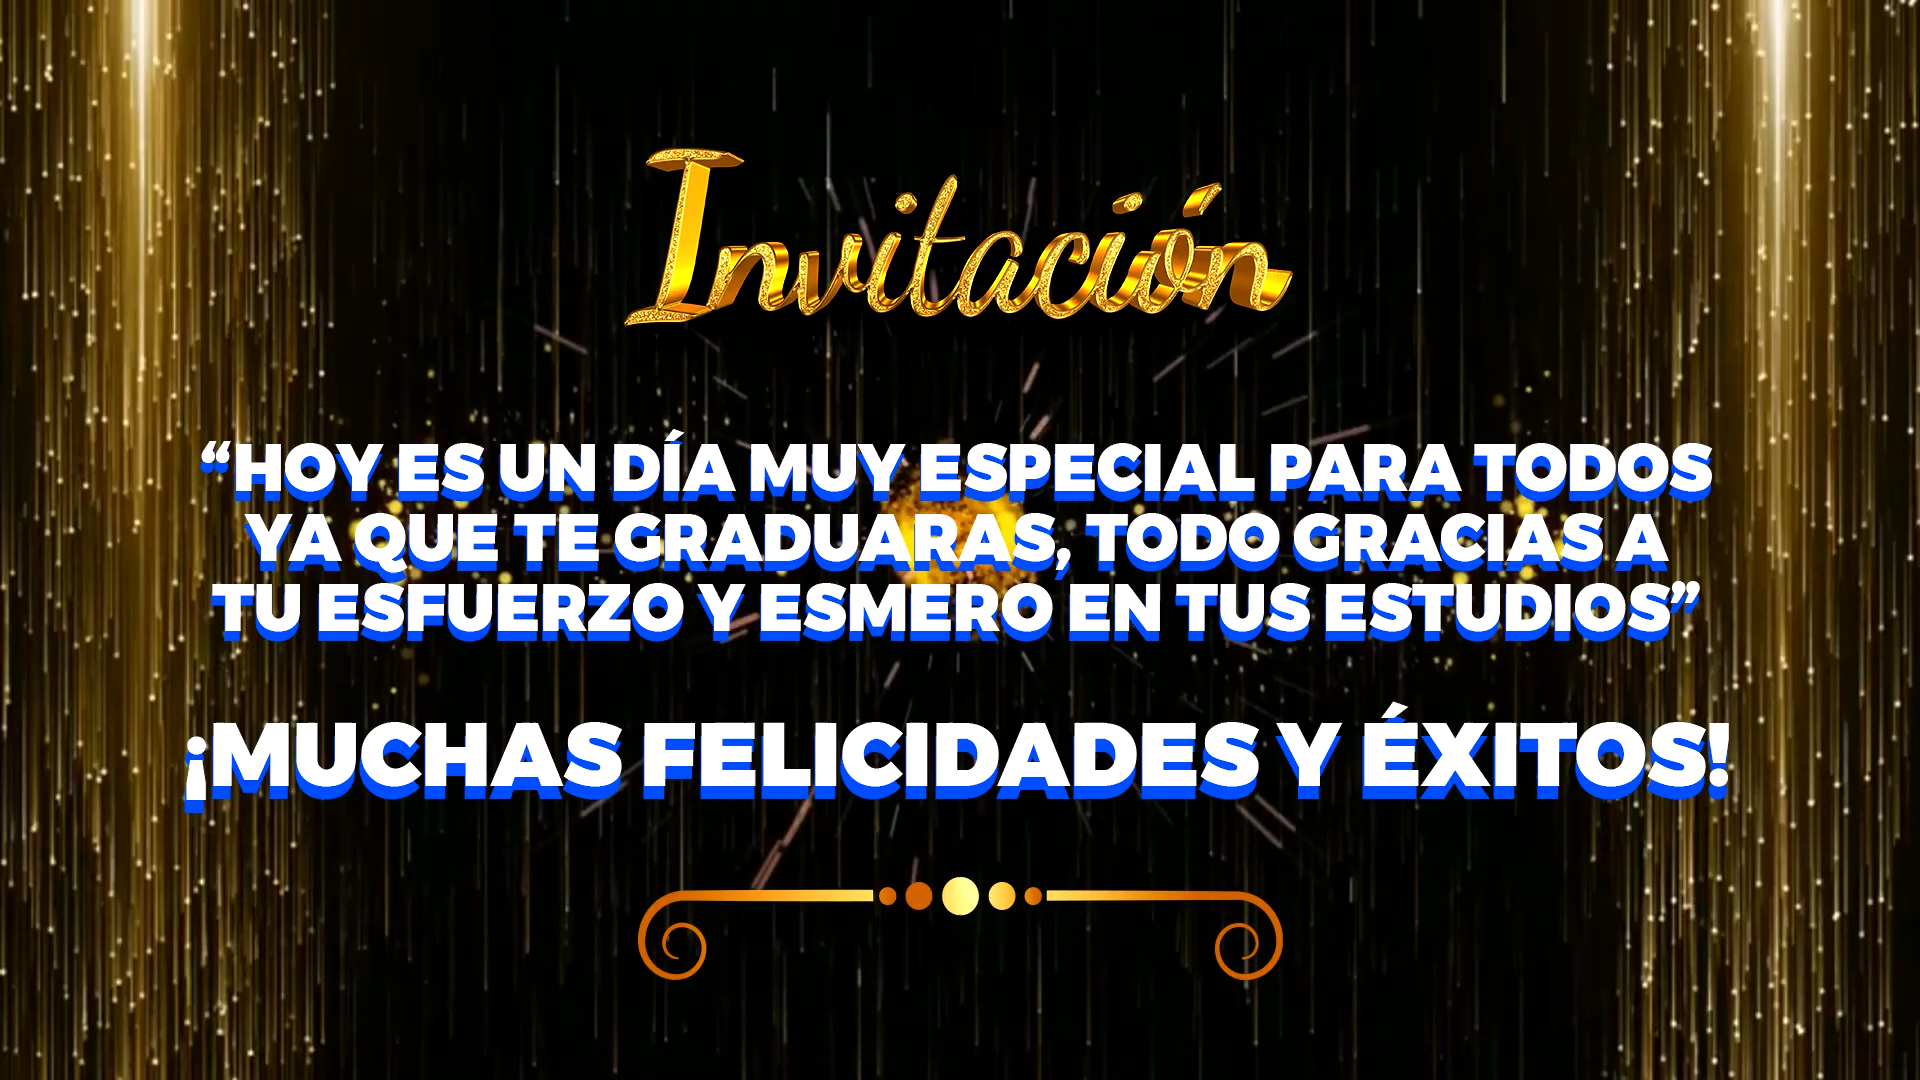 Invitación
“HOY ES UN DÍA MUY ESPECIAL PARA TODOS
YA QUE TE GRADUARAS, TODO GRACIAS A
TU ESFUERZO Y ESMERO EN TUS ESTUDIOS”
¡MUCHAS FELICIDADES Y ÉXITOS!